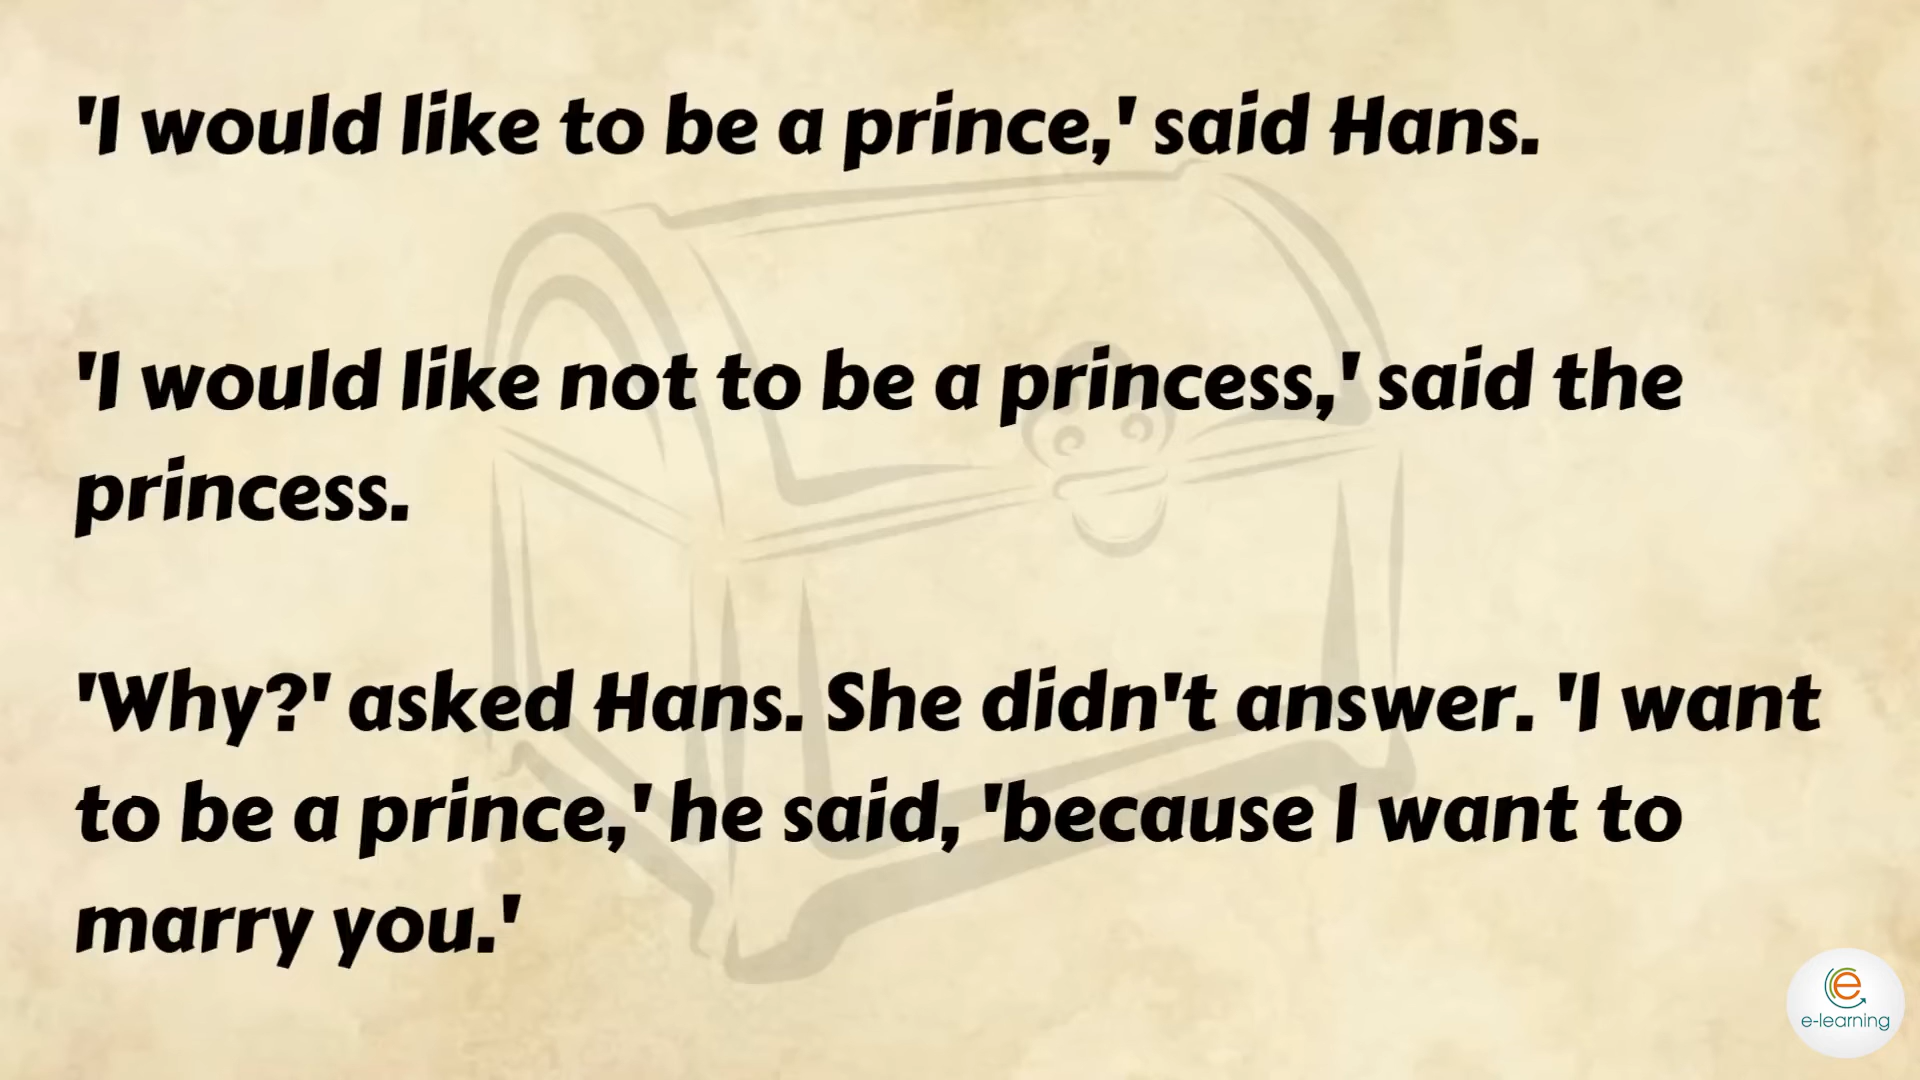 'I would like to be a prince,' said Hans.
'I would like not to be a princess,' said the
princess.
'Why?' asked Hans. She didn't answer. 'I want
to be a prince,' he said, 'because I want to
marry you.'
e
e-learning